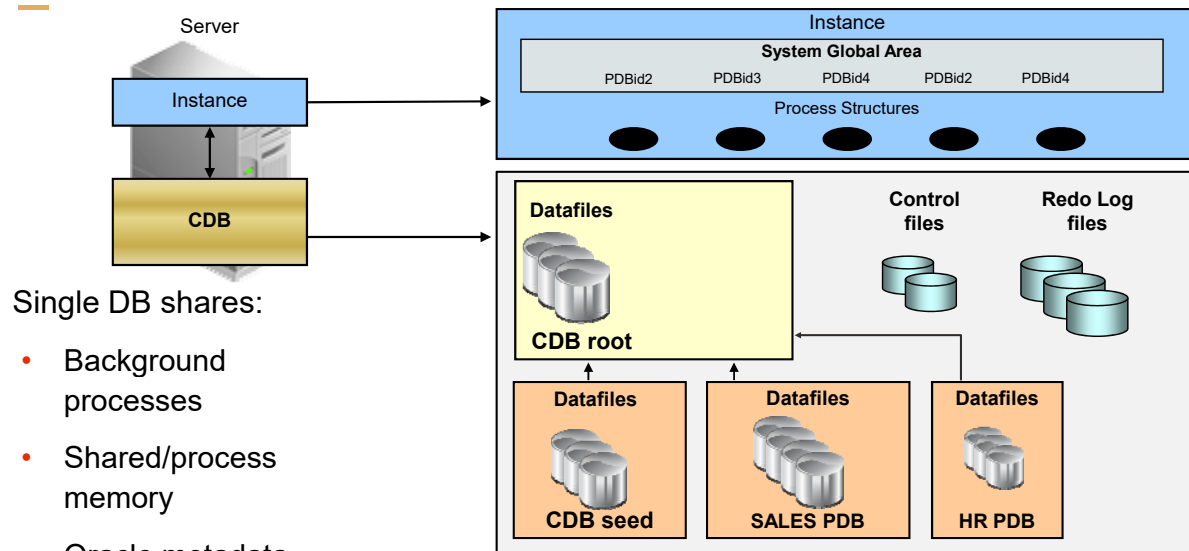 Server
Instance
CDB
Single DB shares:
• Background
processes
• Shared/process
memory
Oracle metadata
Instance
System Global Area
PDBid2 PDBid3 PDBid4 PDBid2 PDBid4
Process Structures
Datafiles
CDB root
Control
files
Redo Log
files
Datafiles
CDB seed
Datafiles
SALES PDB
Datafiles
HR PDB